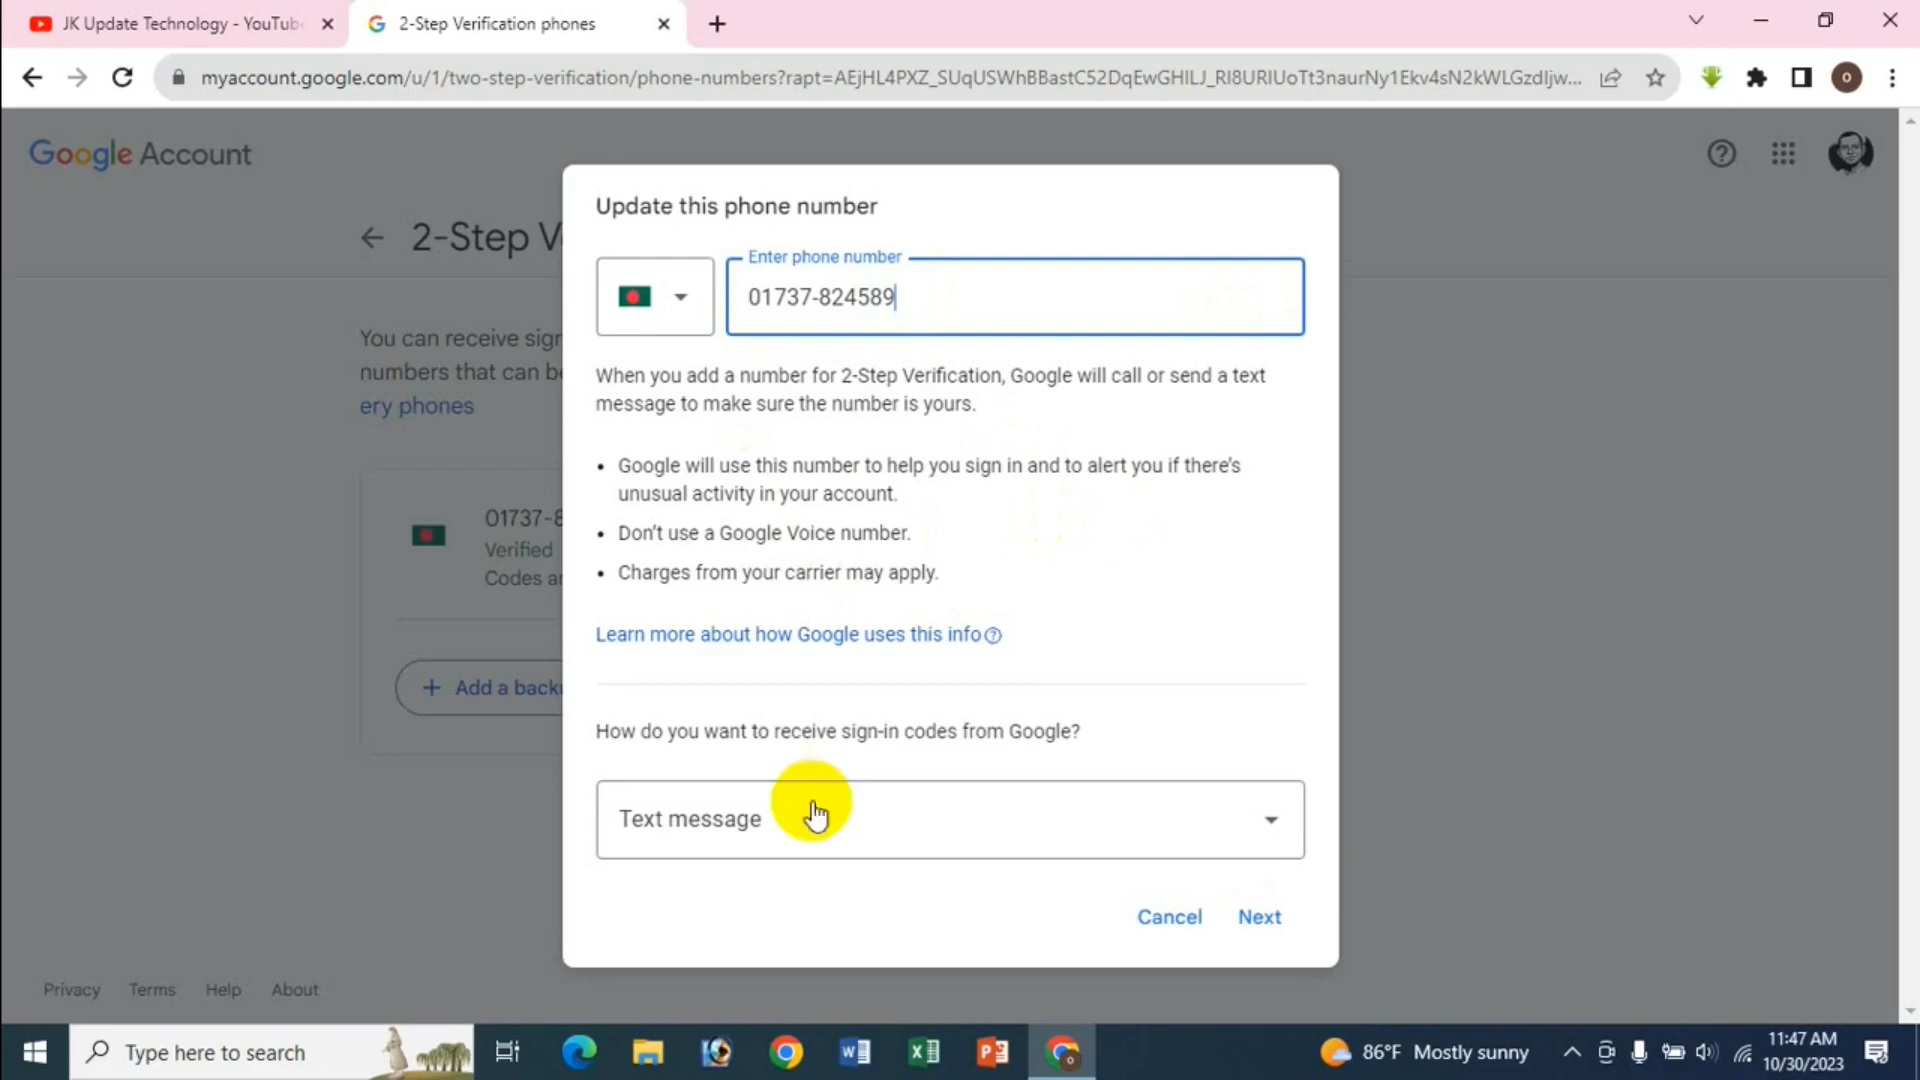 JK Update Technology - YouTub
2-Step Verification phones
myaccount.google.com/u/1/two-step-verification/phone-numbers?rapt=AEjHL4PXZ_SUqUSWhBBastC52DqEwGHILJ_RI8URIUoTt3naurNy1Ekv4sN2kWLGzdIjw...
O
Google Account
2-Step V
You can receive sign
numbers that can b
ery phones
01737-8
Verified
Codes a
+ Add a back
Update this phone number
Enter phone number
01737-824589
When you add a number for 2-Step Verification, Google will call or send a text
message to make sure the number is yours.
• Google will use this number to help you sign in and to alert you if there's
unusual activity in your account.
• Don't use a Google Voice number.
• Charges from your carrier may apply.
Learn more about how Google uses this info
How do you want to receive sign-in codes from Google?
Text message
Cancel Next
Privacy Terms Help About
Type here to search
86°F Mostly sunny
11:47 AM
10/30/2023